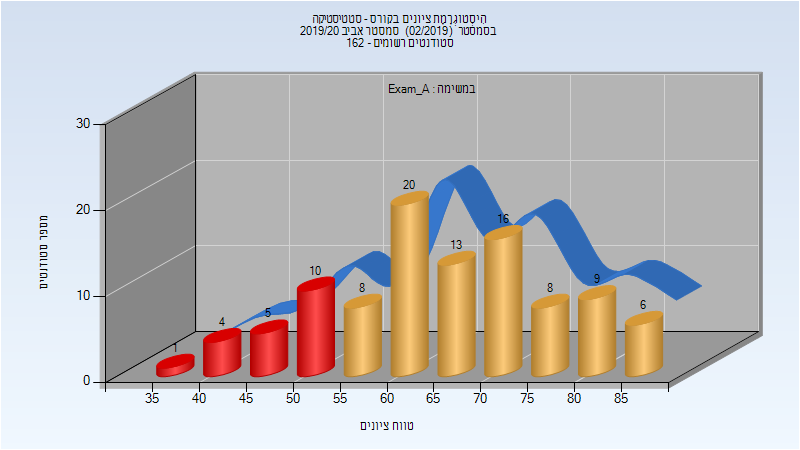 היסטוגרמת ציונים בקורס - סטטיסטיקה
בסמסטר (02/2019) סמסטר אביב 2019/20
סטודנטים רשומים - 162
במשימה : Exam_A
מספר סטודנטים
30
20
10
0
1
4
5
10
8
20
13
16
8
9
6
35 40 45 50 55 60 65 70 75 80 85
טווח ציונים